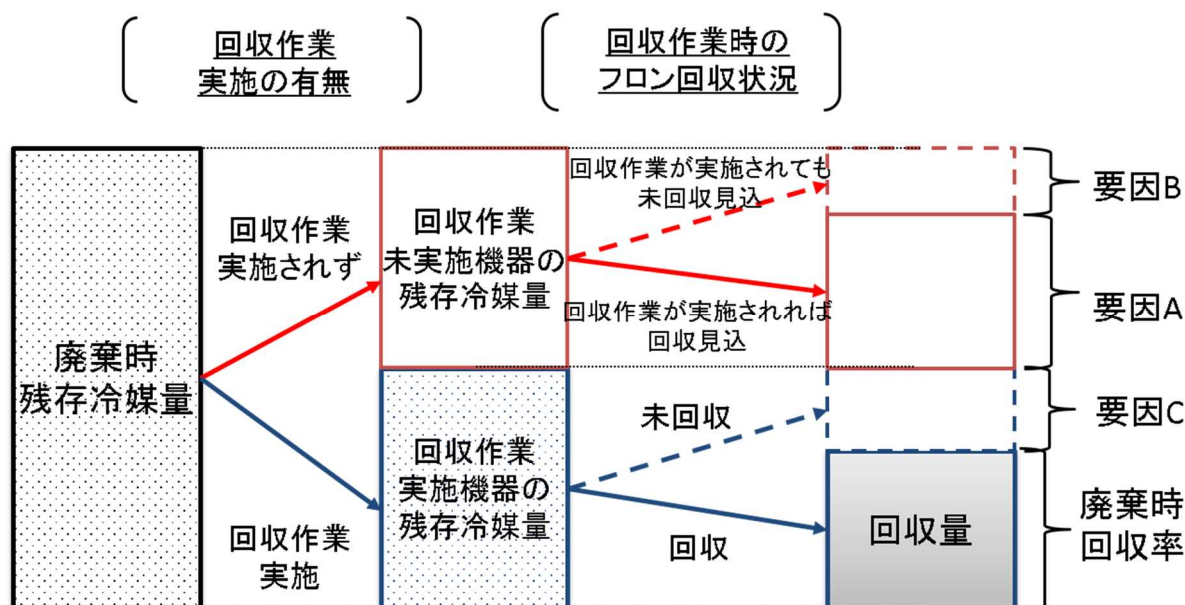 回収作業
実施の有無
回収作業時の
フロン回収状況
廃棄時
残存冷媒量
回収作業
実施されず
回収作業
実施
回収作業
未実施機器の
残存冷媒量
回収作業
実施機器の
残存冷媒量
回収作業が実施されても
未回収見込
回収作業が実施されれば
回収見込
未回収
回収
回収量
要因B
要因A
要因C
廃棄時
回収率